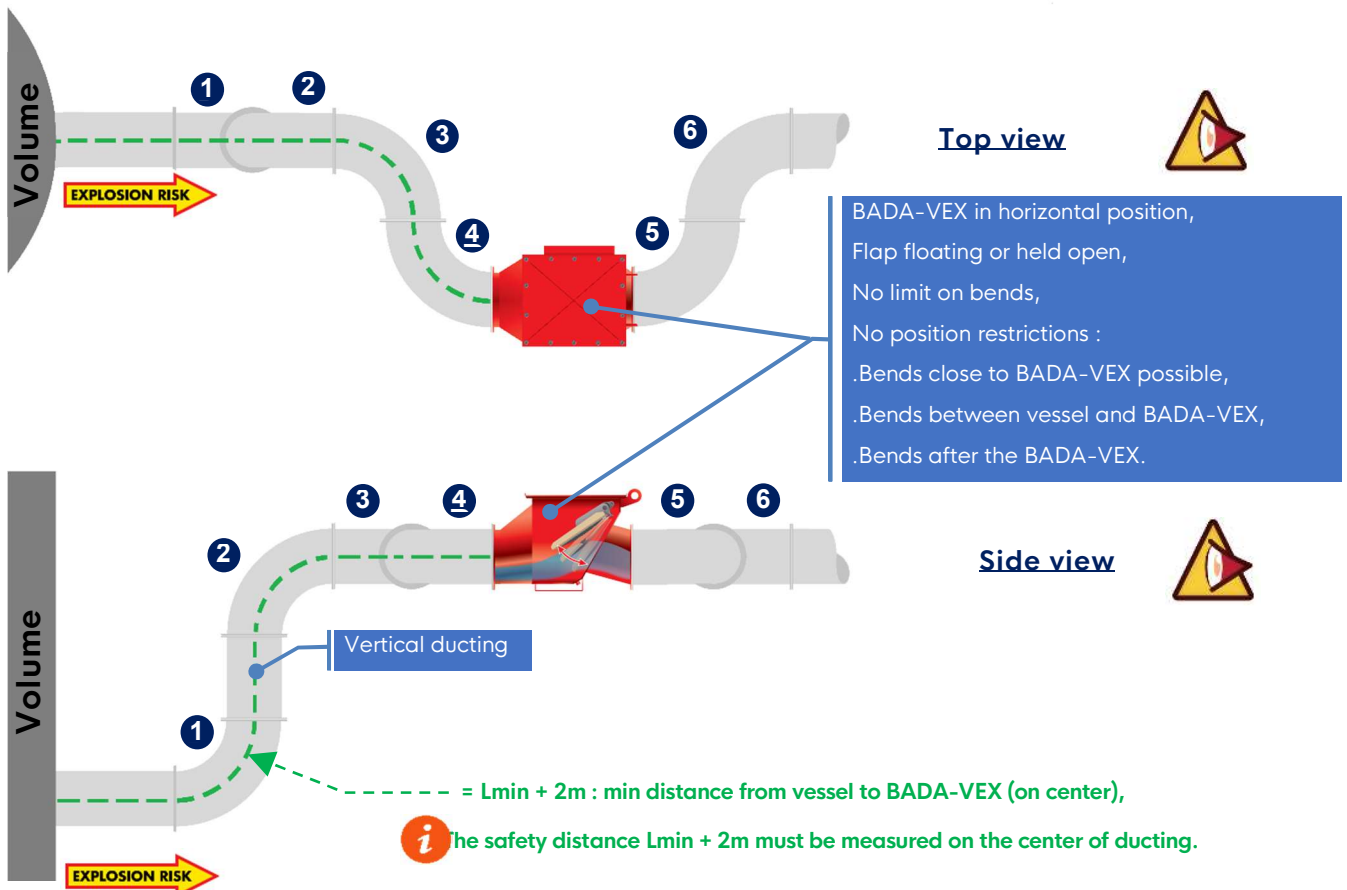 Volume
1
2
3
4
5
6
EXPLOSION RISK
Top view
BADA-VEX in horizontal position,
Flap floating or held open,
No limit on bends,
No position restrictions :
.Bends close to BADA-VEX possible,
.Bends between vessel and BADA-VEX,
.Bends after the BADA-VEX.
Volume
1
2
3
4
5
6
Side view
Vertical ducting
= Lmin + 2m : min distance from vessel to BADA-VEX (on center),
i
he safety distance Lmin + 2m must be measured on the center of ducting.
EXPLOSION RISK